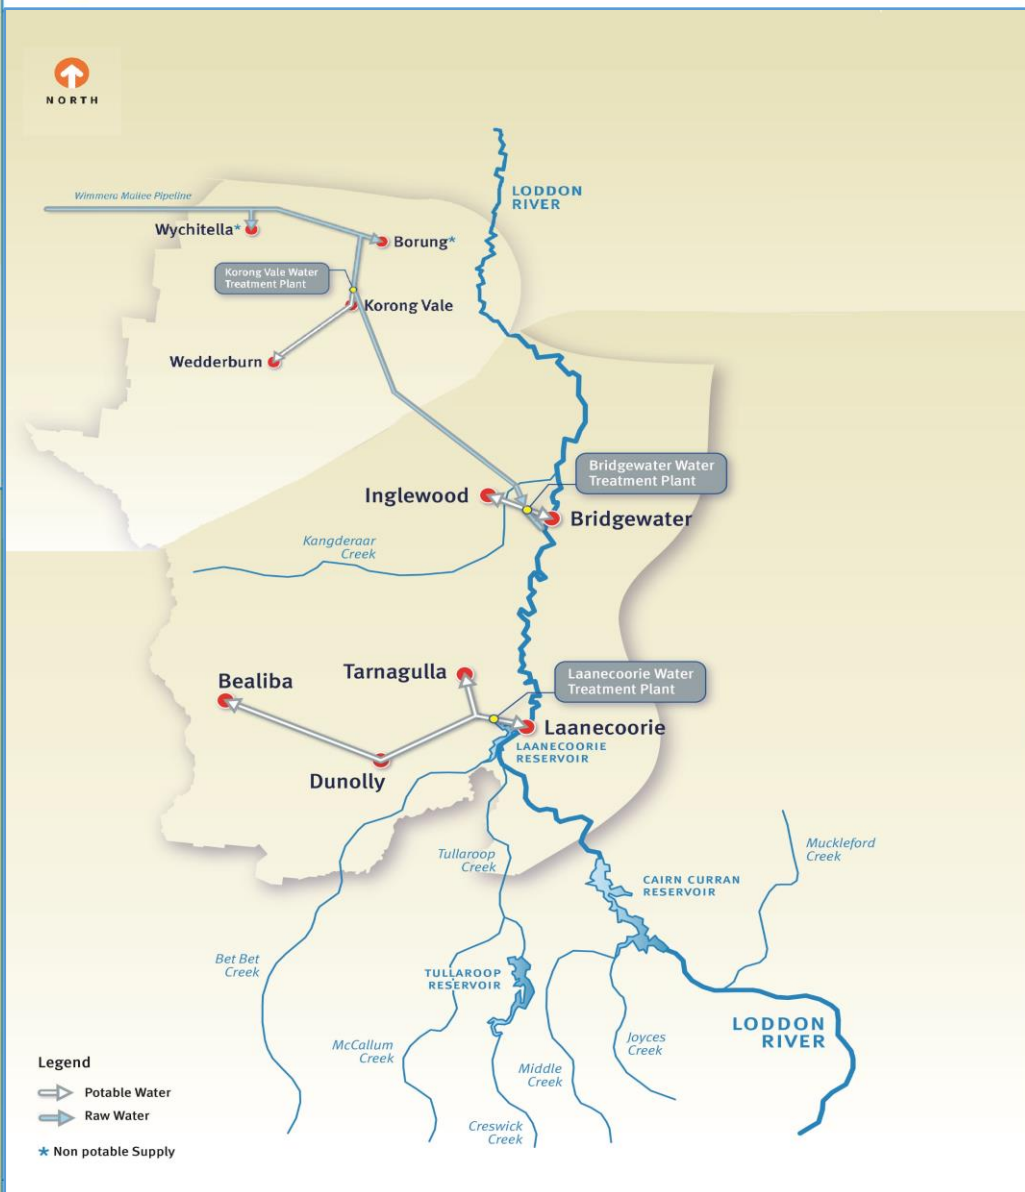 NORTH
LODDON
RIVER
Wimmera Mallee Pipeline
Wychitella*
Borung*
Korong Vale Water
Treatment Plant
Korong Vale
Wedderburn
Bridgewater Water
Treatment Plant
Inglewood
Bridgewater
Kangderaar
Creek
Laanecoorie Water
Treatment Plant
Tarnagulla
Bealiba
Laanecoorie
LAANECOORIE
RESERVOIR
Dunolly
Muckleford
Creek
Tullaroop
Creek
CAIRN CURRAN
RESERVOIR
Bet Bet
Creek
TULLAROOP
RESERVOIR
LODDON
RIVER
McCallum
Creek
Joyces
Creek
Middle
Creek
Creswick
Creek
Legend
Potable Water
Raw Water
* Non potable Supply